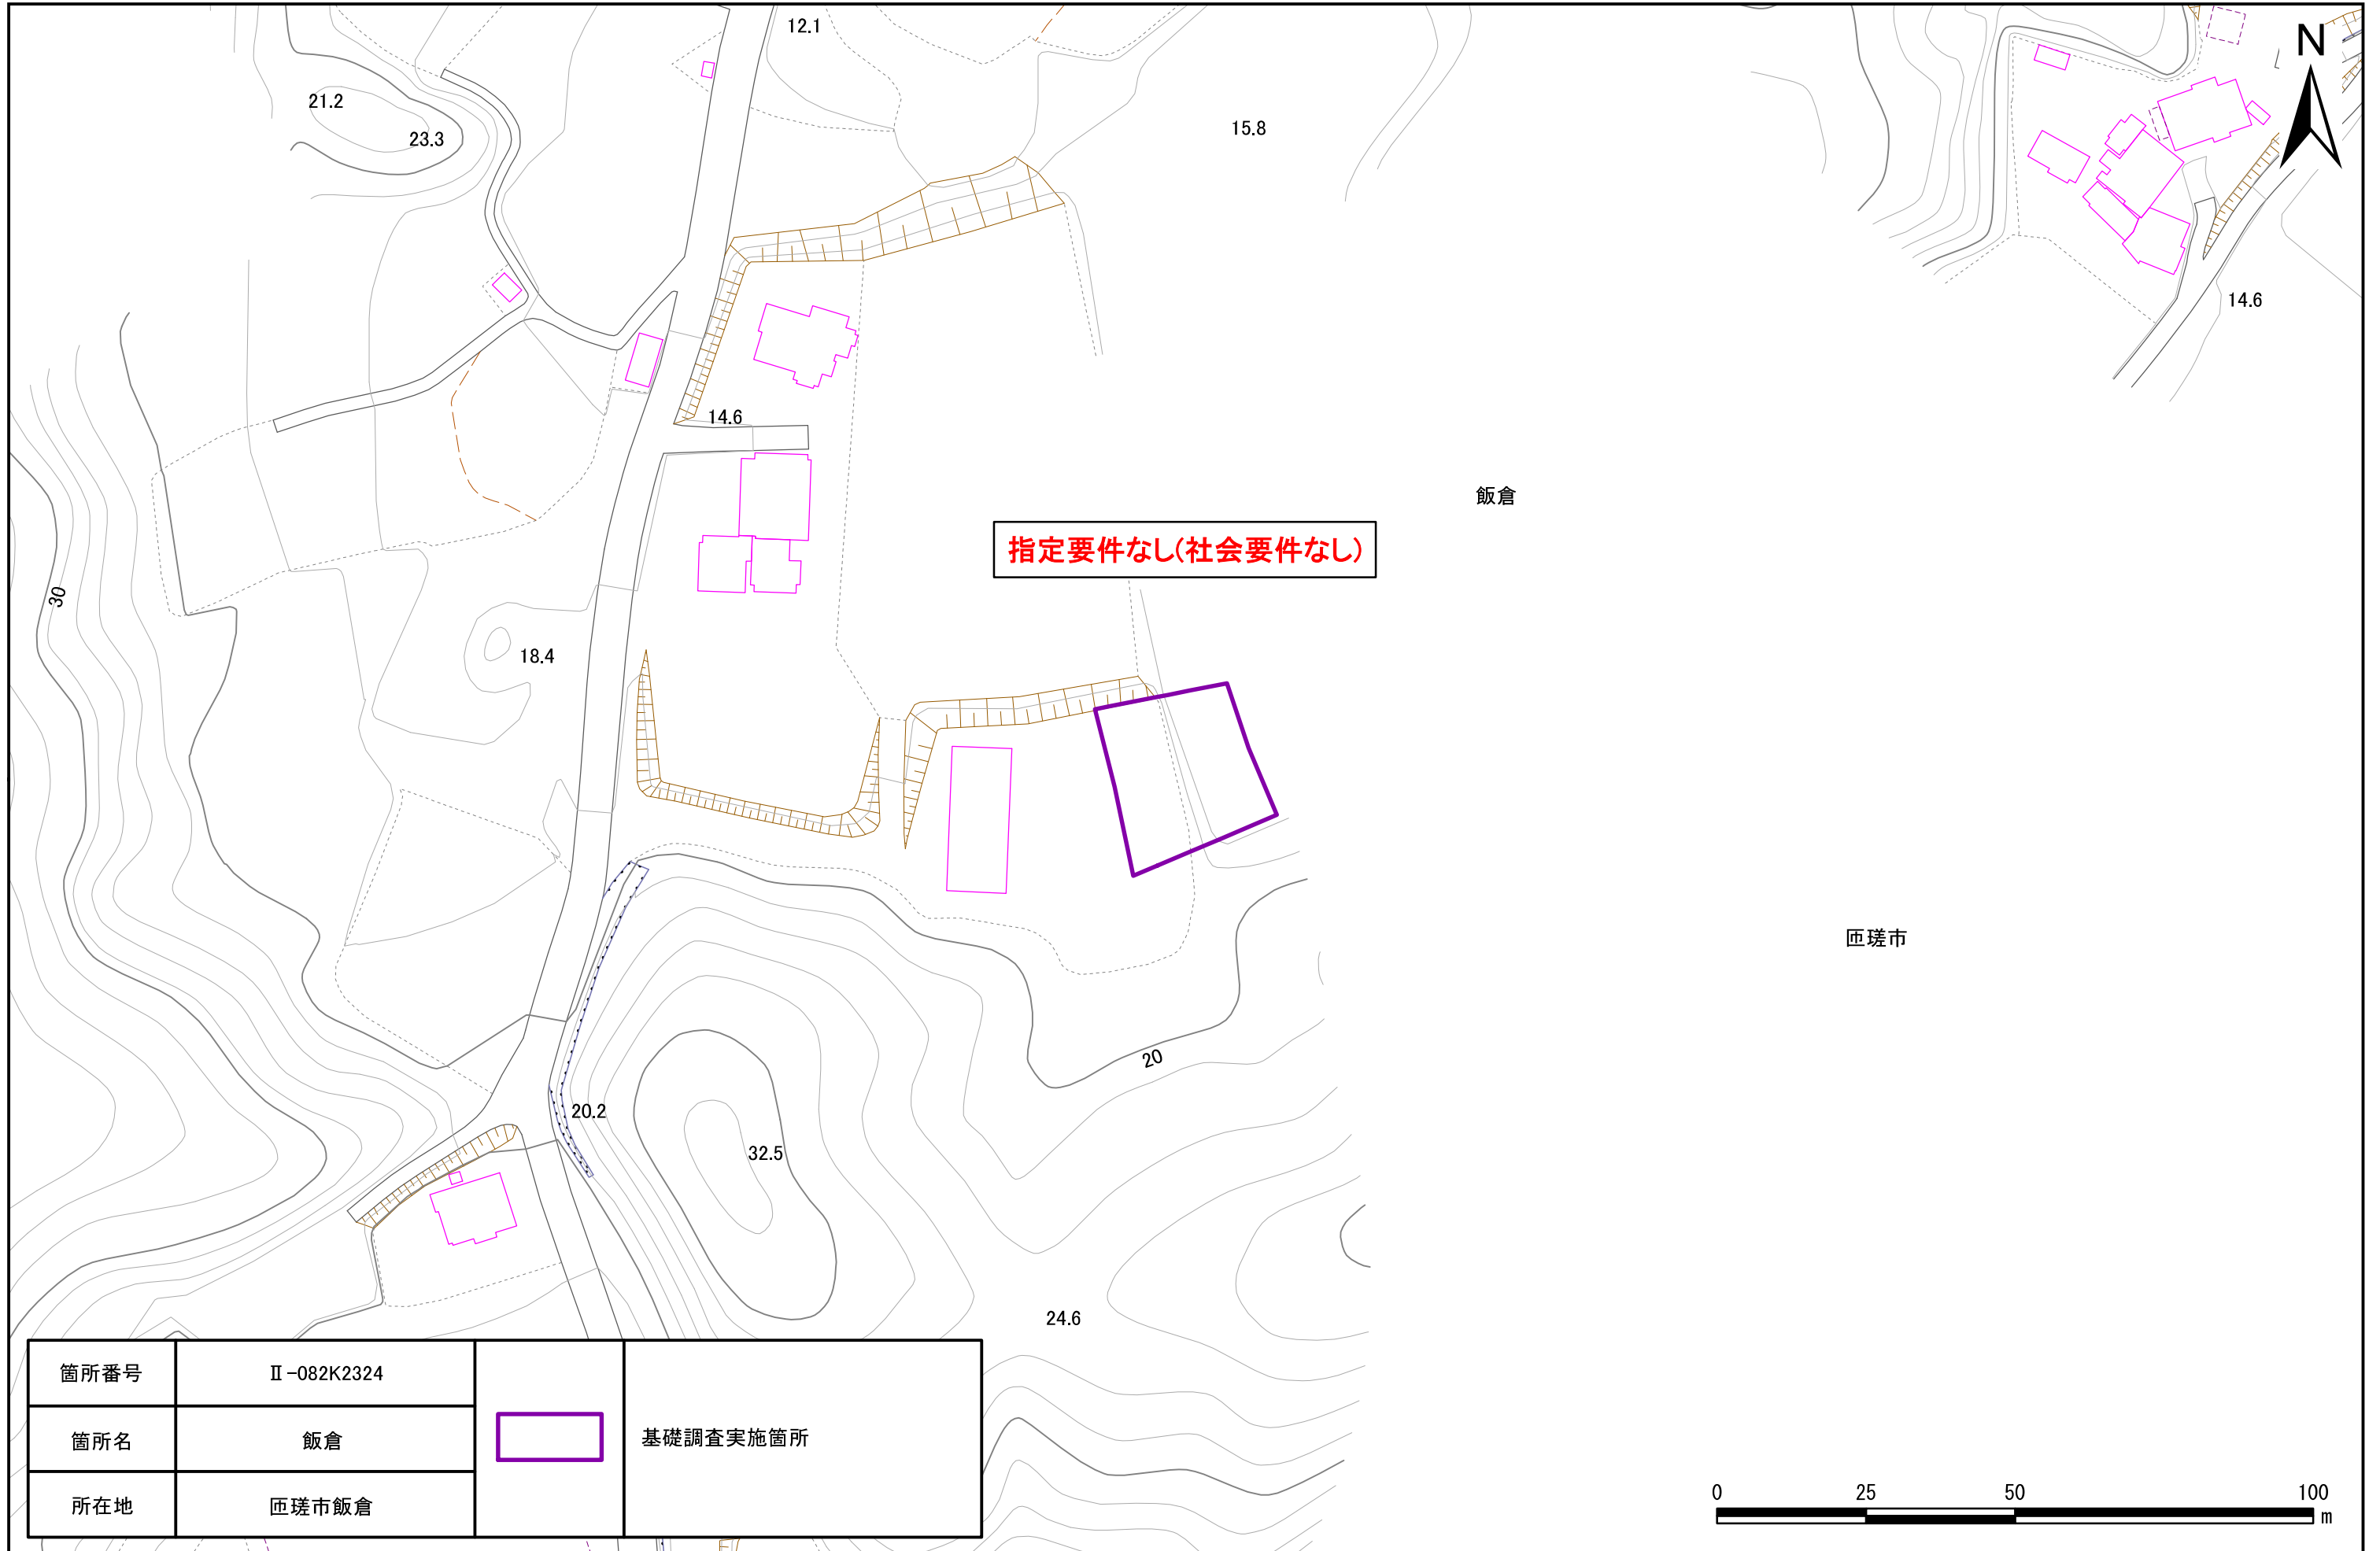 12.1
N
21.2
23.3
15.8
14.6
14.6
飯倉
指定要件なし(社会要件なし)
30
18.4
匝瑳市
20
20.2
32.5
24.6
箇所番号 Ⅱ-082K2324
箇所名 飯倉
所在地 匝瑳市飯倉
基礎調査実施箇所
0 25 50 100
m